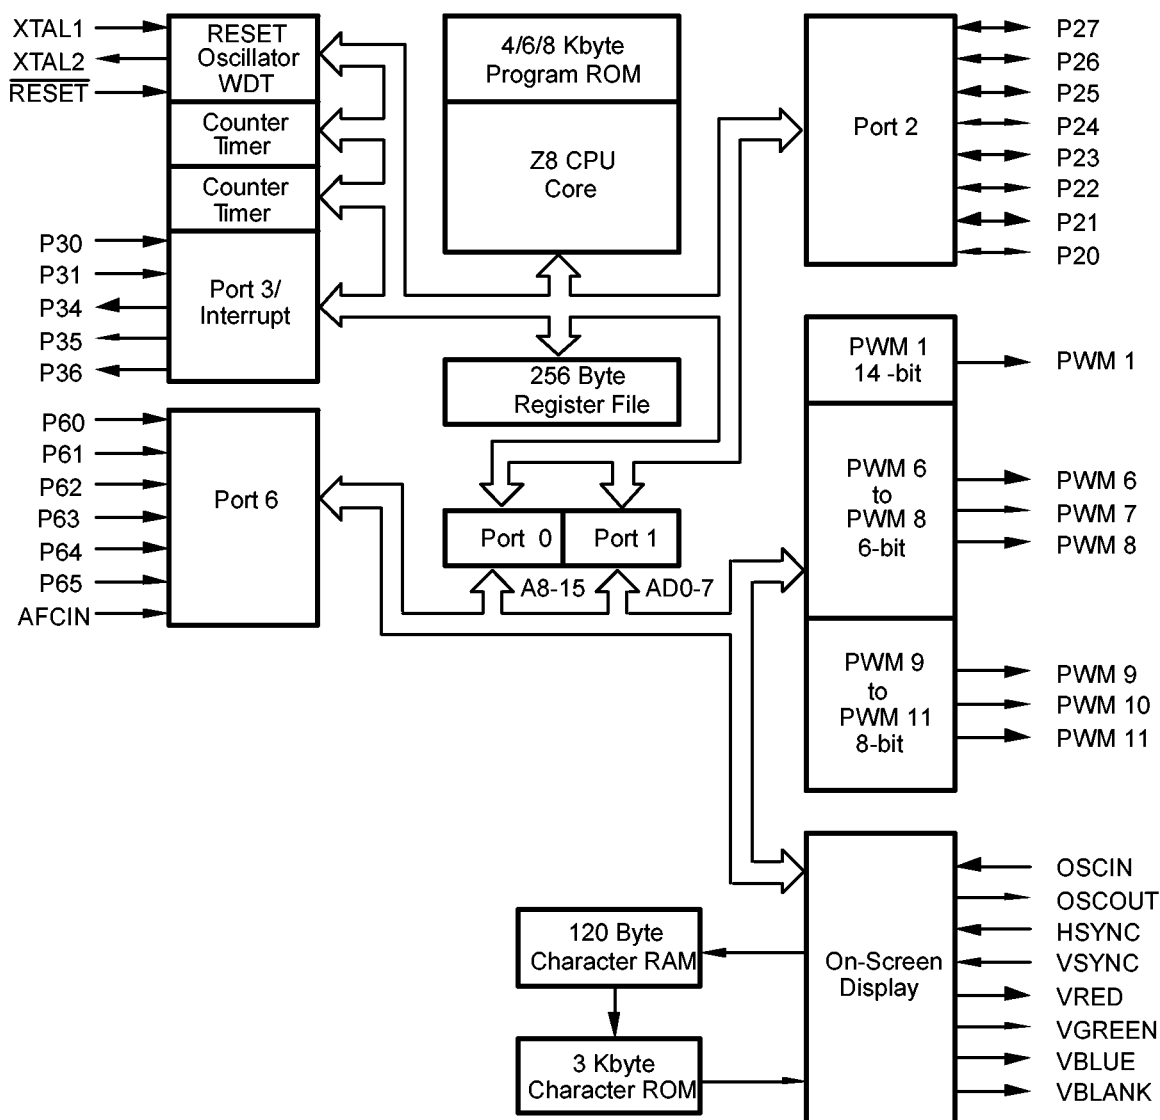 XTAL1
XTAL2
RESET
RESET
Oscillator
WDT
Counter
Timer
Counter
Timer
P30
P31
P34
P35
P36
Port 3/
Interrupt
4/6/8 Kbyte
Program ROM
Z8 CPU
Core
256 Byte
Register File
Port 2
P27
P26
P25
P24
P23
P22
P21
P20
P60
P61
P62
P63
P64
P65
AFCIN
Port 6
Port 0
Port 1
A8-15
AD0-7
PWM 1
14 -bit
PWM 6
to
PWM 8
6-bit
PWM 9
to
PWM 11
8-bit
PWM 1
PWM 6
PWM 7
PWM 8
PWM 9
PWM 10
PWM 11
120 Byte
Character RAM
3 Kbyte
Character ROM
On-Screen
Display
OSCIN
OSCOUT
HSYNC
VSYNC
VRED
VGREEN
VBLUE
VBLANK